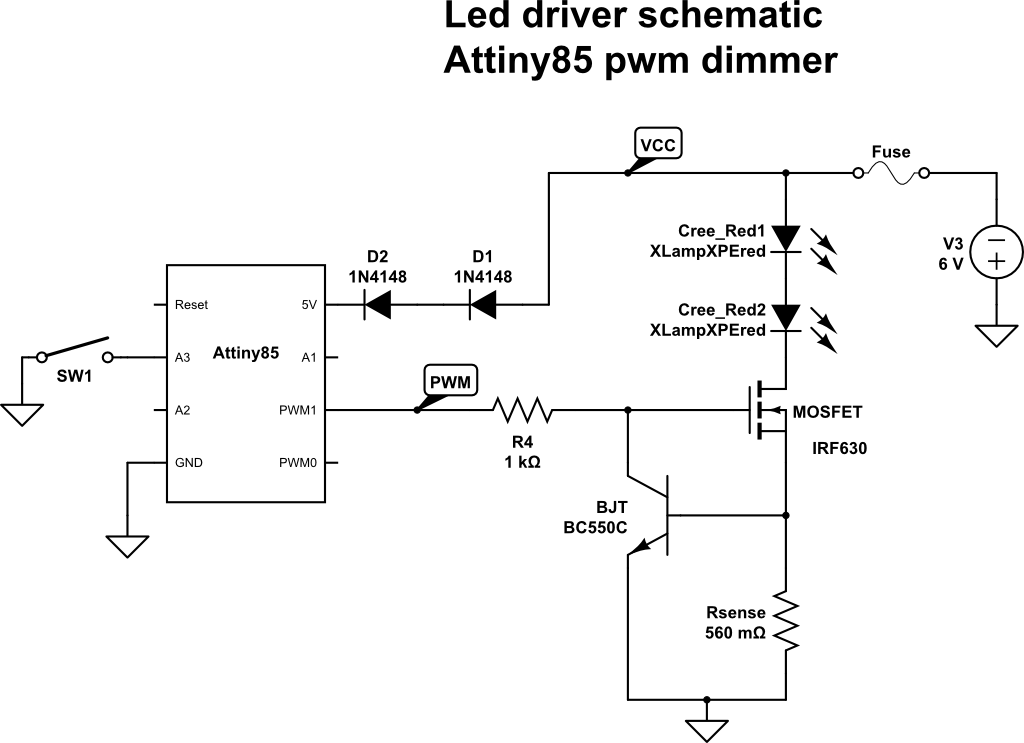 Led driver schematic
Attiny85 pwm dimmer
VCC
Fuse
Cree_Red1
XLampXPEred
V3
6 V
D2
1N4148
D1
1N4148
Reset
5V
Cree_Red2
XLampXPEred
Attiny85
A3
A1
SW1
PWM
A2
PWM1
MOSFET
R4
1 kΩ
IRF630
GND
PWM0
BJT
BC550C
Rsense
560 mΩ